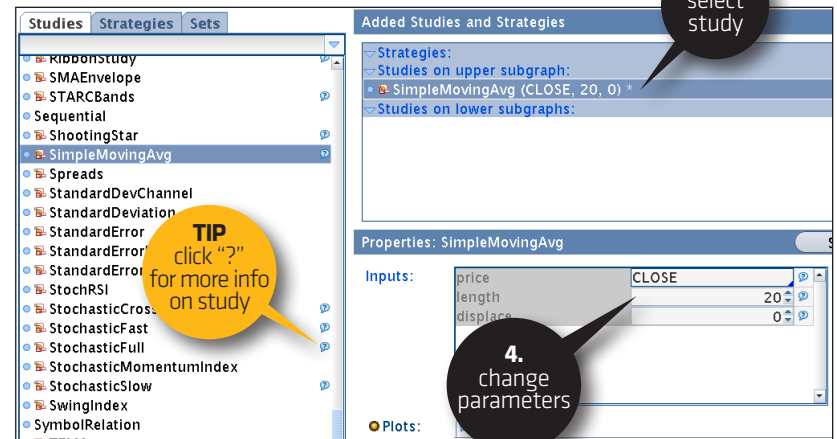 Studies Strategies Sets
RibbonStudy
SMAEnvelope
STARCBands
Sequential
ShootingStar
SimpleMovingAvg
Spreads
StandardDevChannel
StandardDeviation
StandardError
StandardError
StandardError
StochRSI
StochasticCros
StochasticFast
StochasticFull
StochasticMomentumIndex
StochasticSlow
SwingIndex
SymbolRelation
TIP
click “?”
for more info
on study
Added Studies and Strategies
select
study
Strategies:
Studies on upper subgraph:
SimpleMovingAvg (CLOSE, 20, 0) *
Studies on lower subgraphs:
Properties: SimpleMovingAvg
Inputs:
price CLOSE
length 20
displace 0
4.
change
parameters
Plots: